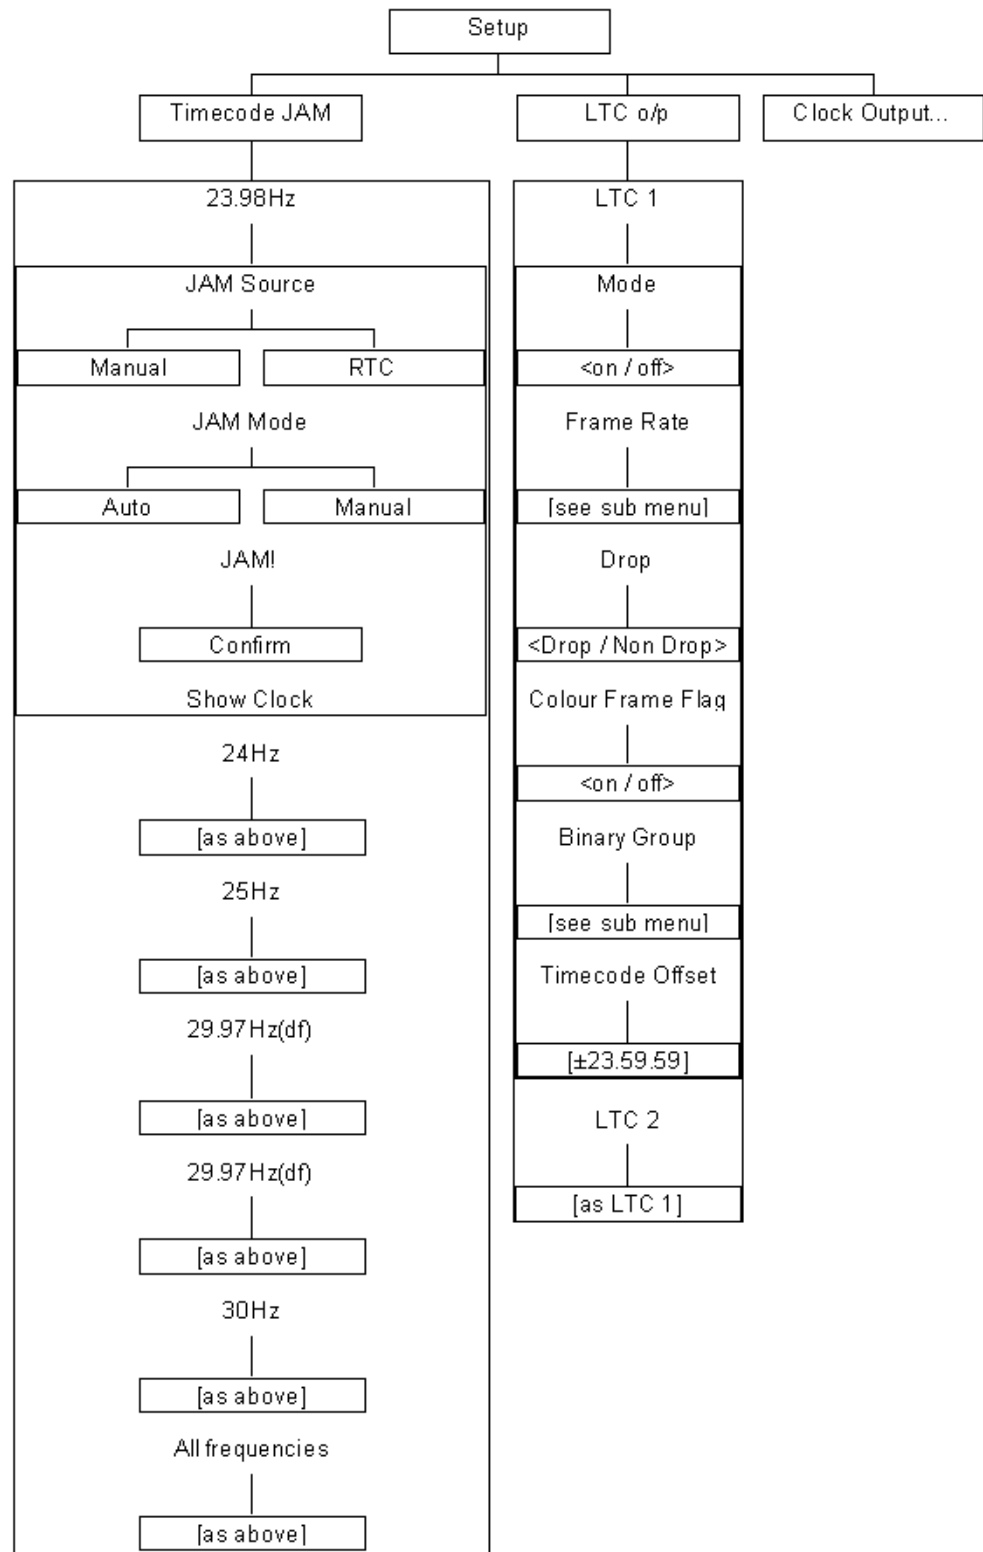 Setup
Timecode JAM
LTC o/p
Clock Output...
23.98Hz
JAM Source
Manual
RTC
JAM Mode
Auto
Manual
JAM!
Confirm
Show Clock
24Hz
[as above]
25Hz
[as above]
29.97Hz(df)
[as above]
29.97Hz(df)
[as above]
30Hz
[as above]
All frequencies
[as above]
LTC 1
Mode
<on / off>
Frame Rate
[see sub menu]
Drop
<Drop / Non Drop>
Colour Frame Flag
<on / off>
Binary Group
[see sub menu]
Timecode Offset
[±23.59.59]
LTC 2
[as LTC 1]